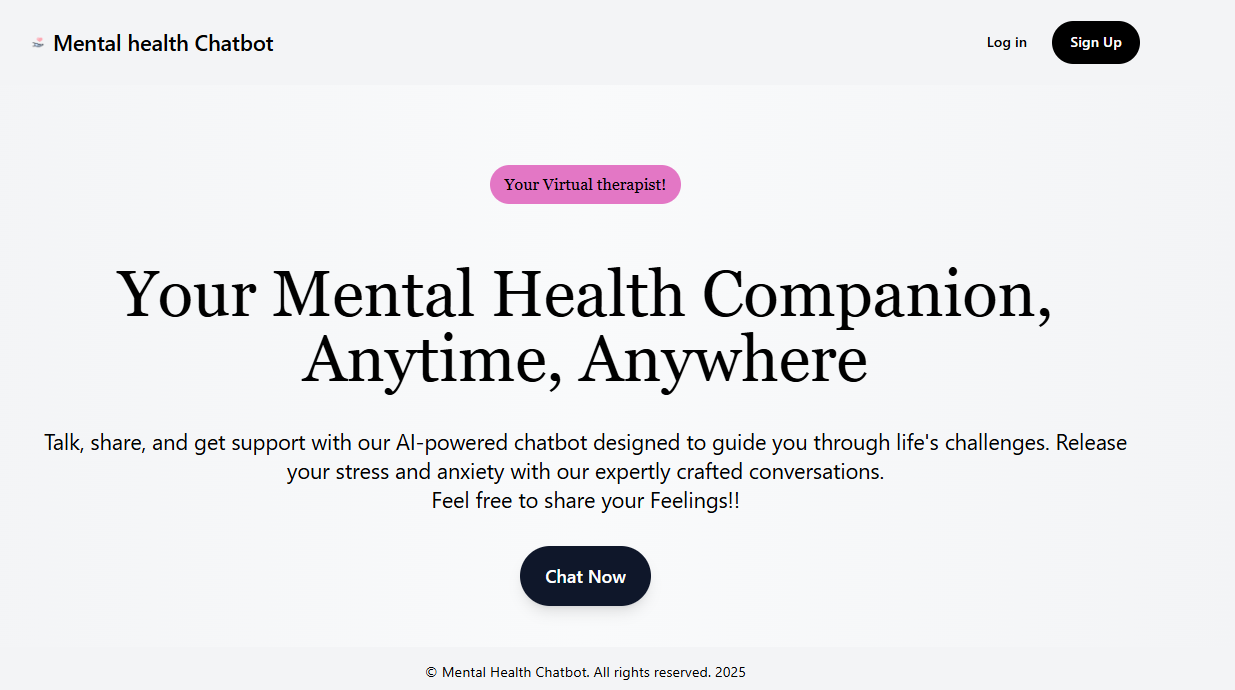 Mental health Chatbot
Log in
Sign Up
Your Virtual therapist!
Your Mental Health Companion,
Anytime, Anywhere
Talk, share, and get support with our AI-powered chatbot designed to guide you through life's challenges. Release
your stress and anxiety with our expertly crafted conversations.
Feel free to share your Feelings!!
Chat Now
© Mental Health Chatbot. All rights reserved. 2025